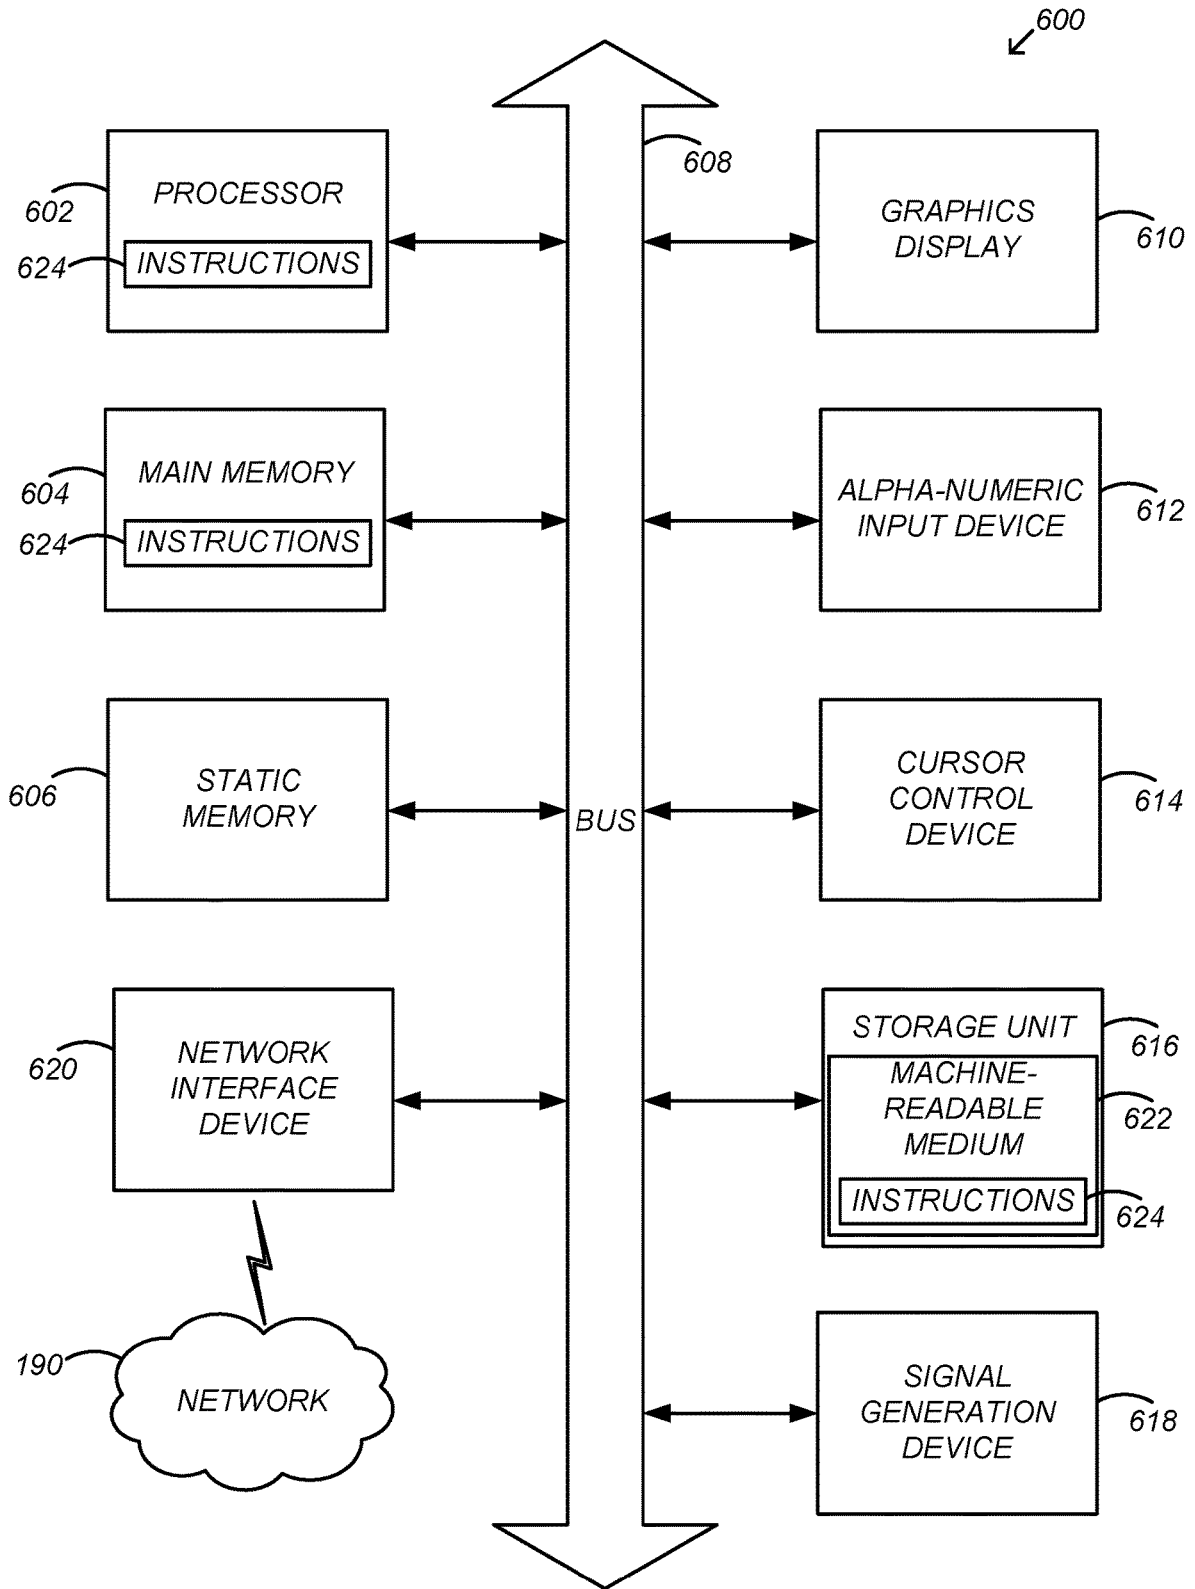 600
608
PROCESSOR
602
624
INSTRUCTIONS
GRAPHICS
DISPLAY
610
MAIN MEMORY
604
624
INSTRUCTIONS
ALPHA-NUMERIC
INPUT DEVICE
612
STATIC
MEMORY
606
BUS
CURSOR
CONTROL
DEVICE
614
NETWORK
INTERFACE
DEVICE
620
STORAGE UNIT
616
MACHINE-
READABLE
MEDIUM
622
INSTRUCTIONS
624
190
NETWORK
SIGNAL
GENERATION
DEVICE
618